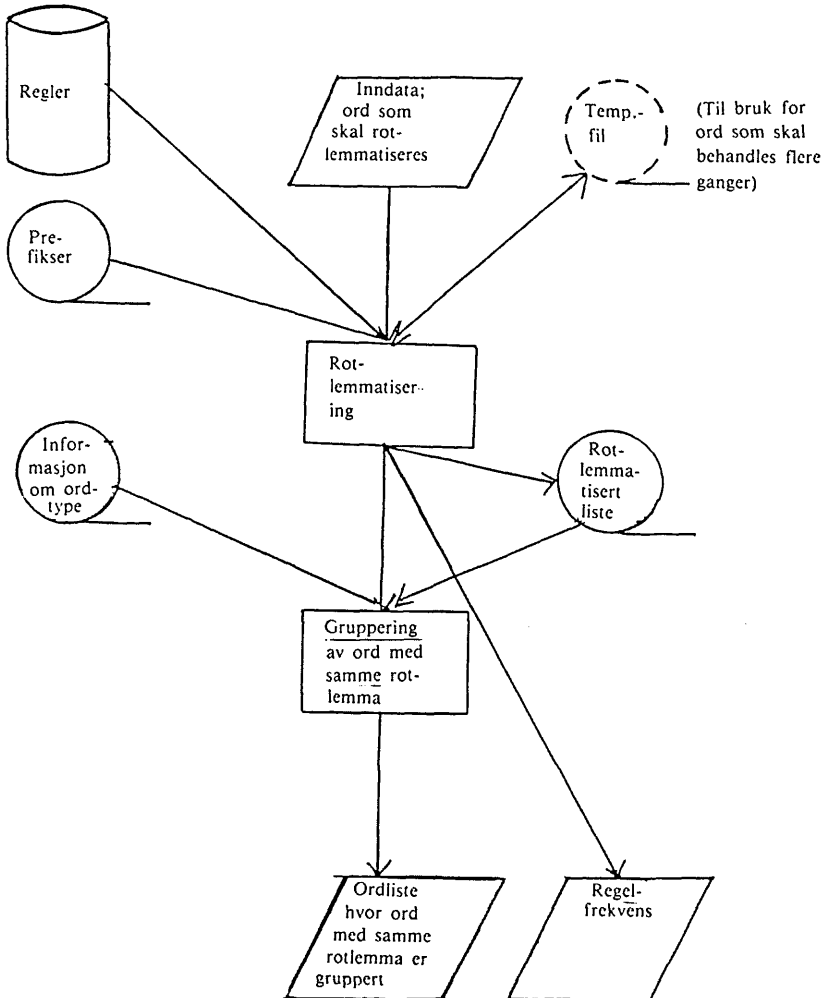 Regler
Inndata;
ord som
skal rot-
lemmatiseres
Temp.-
fil
(Til bruk for
ord som skal
behandles flere
ganger)
Pre-
fikser
Rot-
lemmatiser-
ing
Infor-
masjon
om ord-
type
Rot-
lemma-
tisert
liste
Gruppering
av ord med
samme rot-
lemma
Ordliste
hvor ord
med samme
rotlemma er
gruppert
Regel-
frekvens